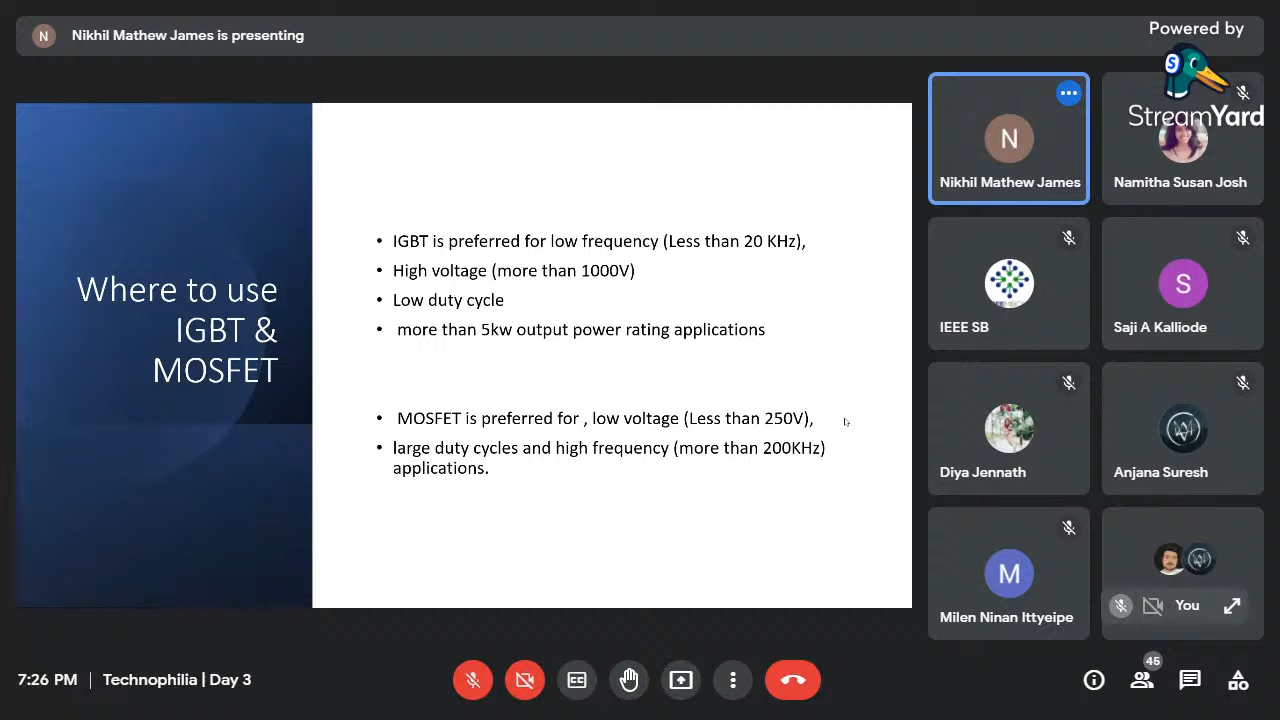 N
Nikhil Mathew James is presenting
Powered by
S
StreamYard
Where to use
IGBT &
MOSFET
• IGBT is preferred for low frequency (Less than 20 KHz),
• High voltage (more than 1000V)
• Low duty cycle
• more than 5kw output power rating applications
• MOSFET is preferred for , low voltage (Less than 250V),
• large duty cycles and high frequency (more than 200KHz)
applications.
N
Nikhil Mathew James
Namitha Susan Josh
IEEE SB
S
Saji A Kalliode
Diya Jennath
Anjana Suresh
M
Milen Ninan Ittyeipe
You
7:26 PM | Technophilia | Day 3
CC
45